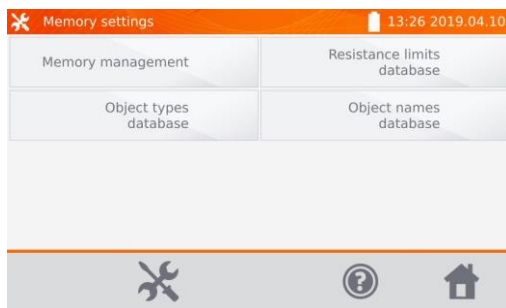 Memory settings
13:26 2019.04.10
Memory management
Resistance limits
database
Object types
database
Object names
database
?